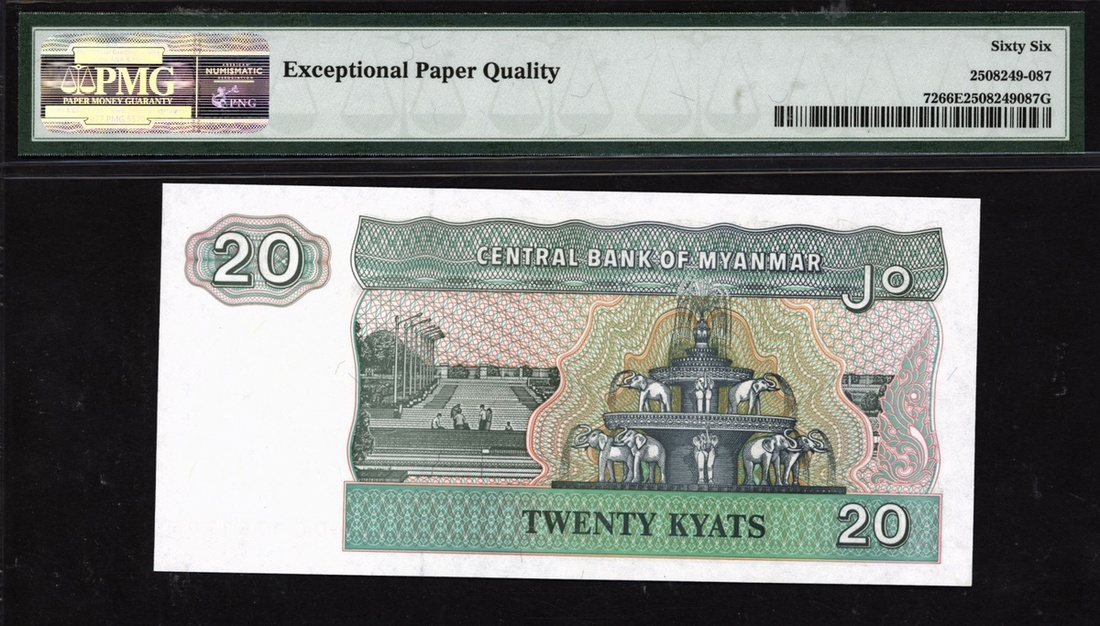 PMG
PAPER MONEY GUARANTY
NUMISMATIC
PNG
Exceptional Paper Quality
Sixty Six
2508249-087
7266E2508249087G
20
CENTRAL BANK OF MYANMAR
၂၀
TWENTY KYATS
20